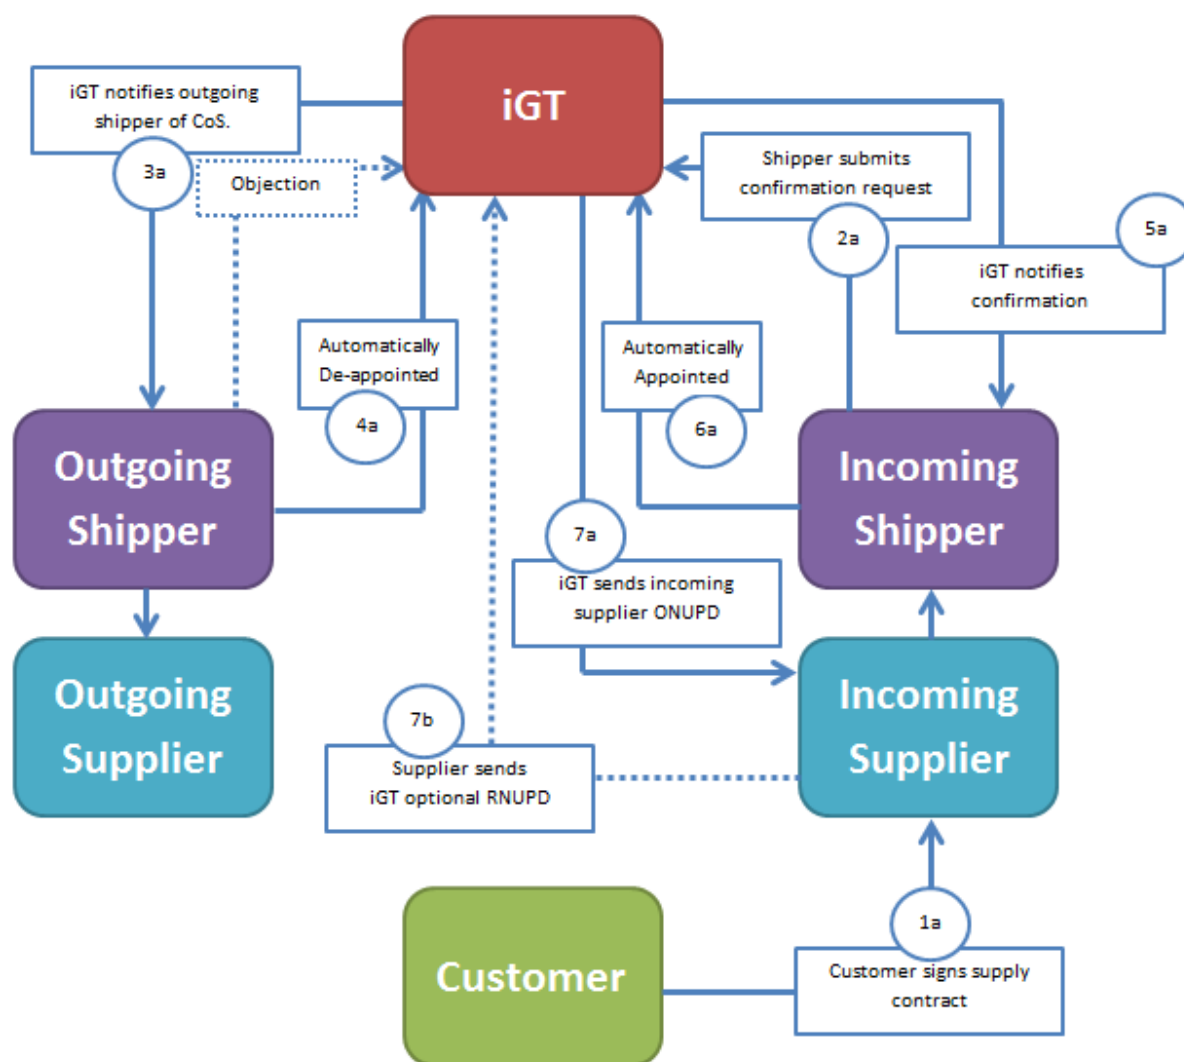 iGT
iGT notifies outgoing
shipper of CoS.
3a
Objection
Shipper submits
confirmation request
2a
5a
iGT notifies
confirmation
Automatically
De-appointed
4a
Automatically
Appointed
6a
Outgoing
Shipper
Incoming
Shipper
7a
iGT sends incoming
supplier ONUPD
Outgoing
Supplier
Incoming
Supplier
7b
Supplier sends
iGT optional RNUPD
Customer
1a
Customer signs supply
contract